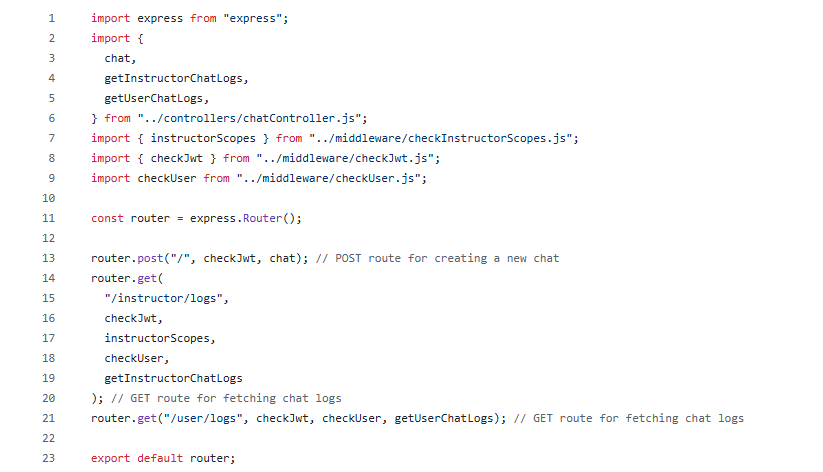 1 import express from "express";
2 import {
3 chat,
4 getInstructorChatLogs,
5 getUserChatLogs,
6 } from "../controllers/chatController.js";
7 import { instructorScopes } from "../middleware/checkInstructorScopes.js";
8 import { checkJwt } from "../middleware/checkJwt.js";
9 import checkUser from "../middleware/checkUser.js";
10
11 const router = express.Router();
12
13 router.post("/", checkJwt, chat); // POST route for creating a new chat
14 router.get(
15 "/instructor/logs",
16 checkJwt,
17 instructorScopes,
18 checkUser,
19 getInstructorChatLogs
20 ); // GET route for fetching chat logs
21 router.get("/user/logs", checkJwt, checkUser, getUserChatLogs); // GET route for fetching chat logs
22
23 export default router;